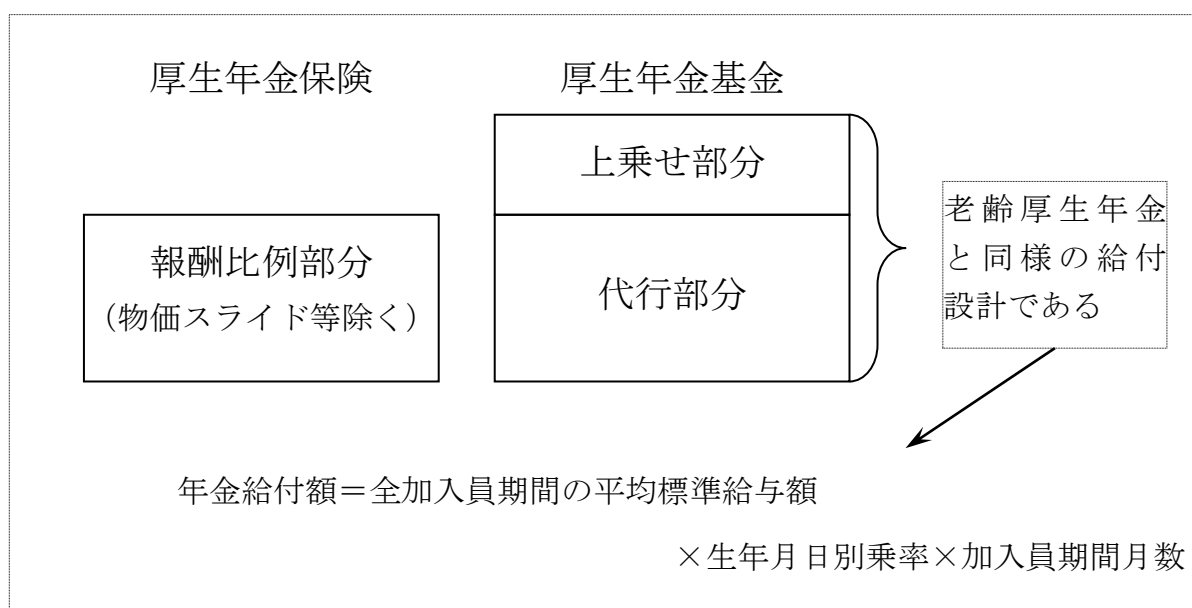 厚生年金保険
厚生年金基金
上乗せ部分
報酬比例部分
（物価スライド等除く）
代行部分
老齢厚生年金
と同様の給付
設計である
年金給付額＝全加入員期間の平均標準給与額
×生年月日別乗率×加入員期間月数